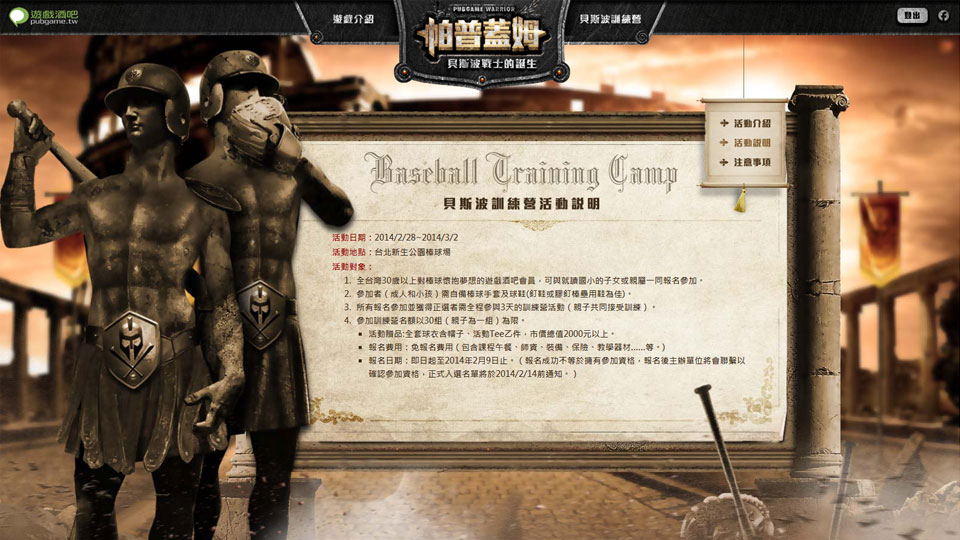 遊戲酒吧
pubgame.tw
遊戲介紹
PUBGAME WARRIOR
帕普蓋姆
貝斯波戰士的誕生
貝斯波訓練營
登出
活動介紹
活動說明
注意事項
Baseball Training Camp
貝斯波訓練營活動說明
活動日期：2014/2/28~2014/3/2
活動地點：台北新生公園棒球場
活動對象：
1. 全台灣30歲以上對棒球懷抱夢想的遊戲酒吧會員，可與就讀國小的子女或親屬一同報名參加。
2. 參加者（成人和小孩）需自備棒球手套及球鞋(釘鞋或膠釘棒壘用鞋為佳)。
3. 所有報名參加並獲得正選者需全程參與3天的訓練營活動（親子共同接受訓練）。
4. 參加訓練營名額以30組（親子為一組）為限。
▪ 活動贈品:全套球衣含帽子、活動Tee乙件，市價總值2000元以上。
▪ 報名費用：免報名費用（包含課程午餐、師資、裝備、保險、教學器材......等。)
▪ 報名日期：即日起至2014年2月9日止。（報名成功不等於擁有參加資格，報名後主辦單位將會聯繫以
確認參加資格，正式入選名單將於2014/2/14前通知。）